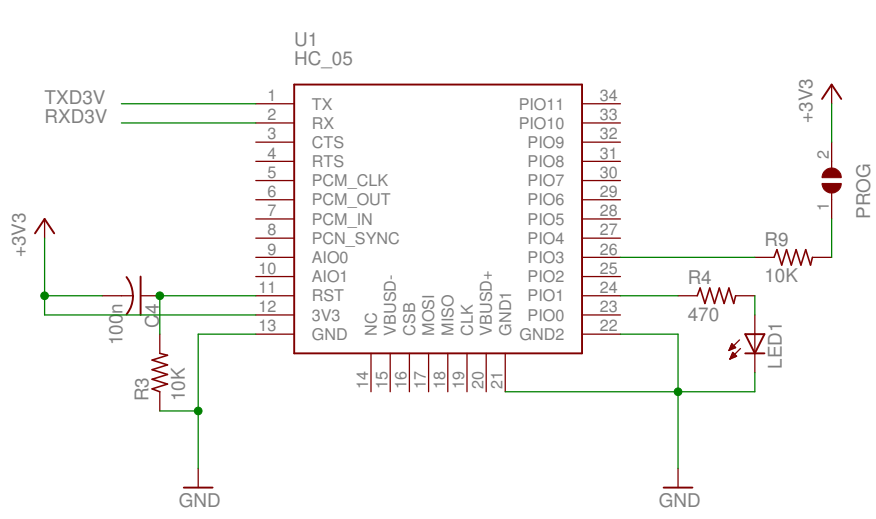 U1
HC_05
TXD3V
RXD3V
1 TX
2 RX
3 CTS
4 RTS
5 PCM_CLK
6 PCM_OUT
7 PCM_IN
8 PCN_SYNC
9 AIO0
10 AIO1
11 RST
12 3V3
13 GND
PIO11 34
PIO10 33
PIO9 32
PIO8 31
PIO7 30
PIO6 29
PIO5 28
PIO4 27
PIO3 26
PIO2 25
PIO1 24
PIO0 23
GND2 22
NC 14
VBUSD- 15
CSB 16
MOSI 17
MISO 18
CLK 19
VBUSD+ 20
GND1 21
+3V3
100n
C4
R3
10K
GND
+3V3
2
1
PROG
R9
10K
R4
470
LED1
GND